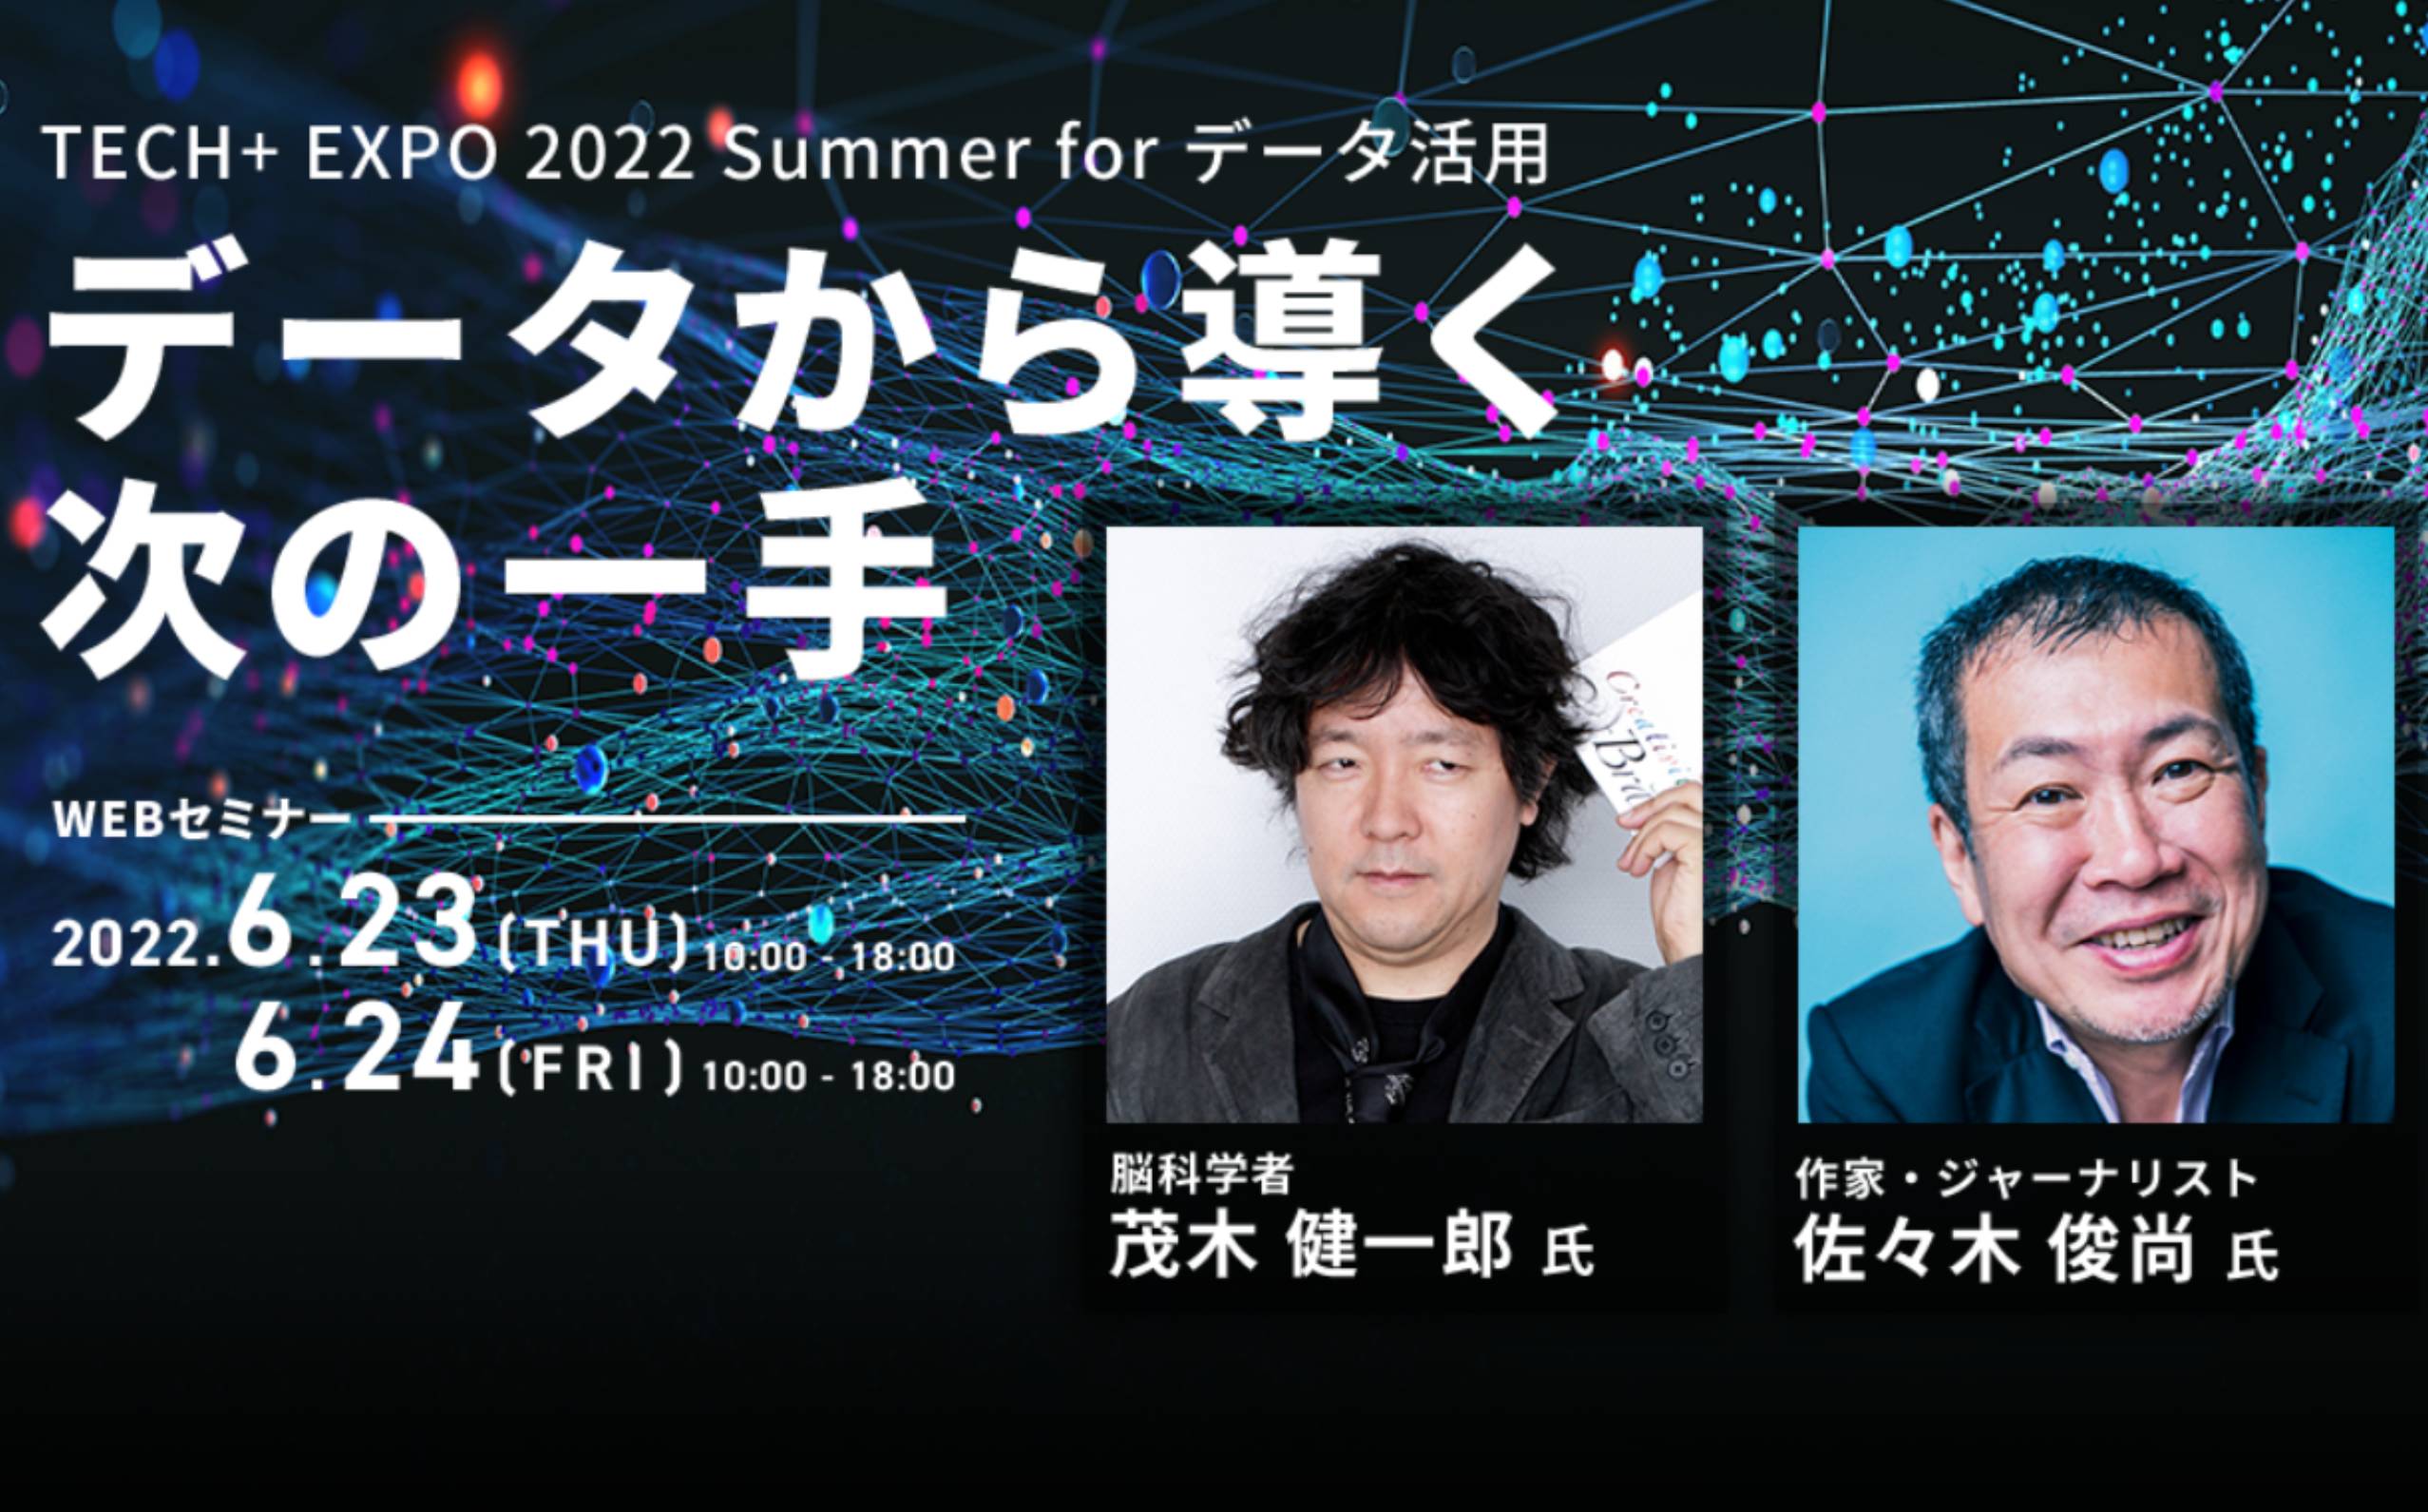 TECH+ EXPO 2022 Summer for データ活用
データから導く
次の一手
WEBセミナー
2022.6.23(THU)10:00 - 18:00
6.24(FRI)10:00 - 18:00
Creativity
脳科学者
茂木 健一郎 氏
作家・ジャーナリスト
佐々木 俊尚 氏